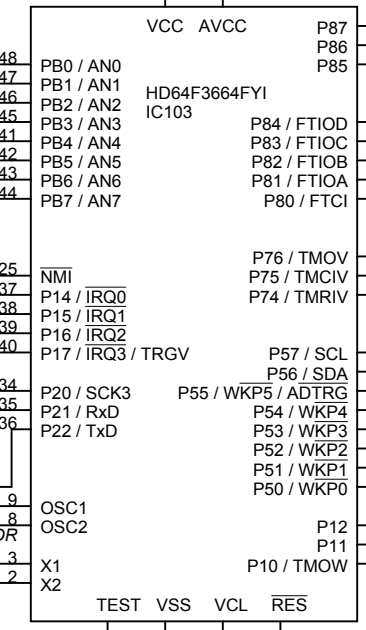 VCC AVCC
P87
P86
48 PB0 / AN0 P85
47 PB1 / AN1
HD64F3664FYI
46 PB2 / AN2
IC103
45 PB3 / AN3 P84 / FTIOD
41 PB4 / AN4 P83 / FTIOC
42 PB5 / AN5 P82 / FTIOB
43 PB6 / AN6 P81 / FTIOA
44 PB7 / AN7 P80 / FTCI
P76 / TMOV
25 NMI P75 / TMCIV
37 P14 / IRQ0 P74 / TMRIV
38 P15 / IRQ1
39 P16 / IRQ2
40 P17 / IRQ3 / TRGV P57 / SCL
P56 / SDA
34 P20 / SCK3 P55 / WKP5 / ADTRG
35 P21 / RxD P54 / WKP4
36 P22 / TxD P53 / WKP3
P52 / WKP2
P51 / WKP1
P50 / WKP0
9 OSC1
8 OSC2 P12
P11
3 X1 P10 / TMOW
2 X2
TEST VSS VCL RES